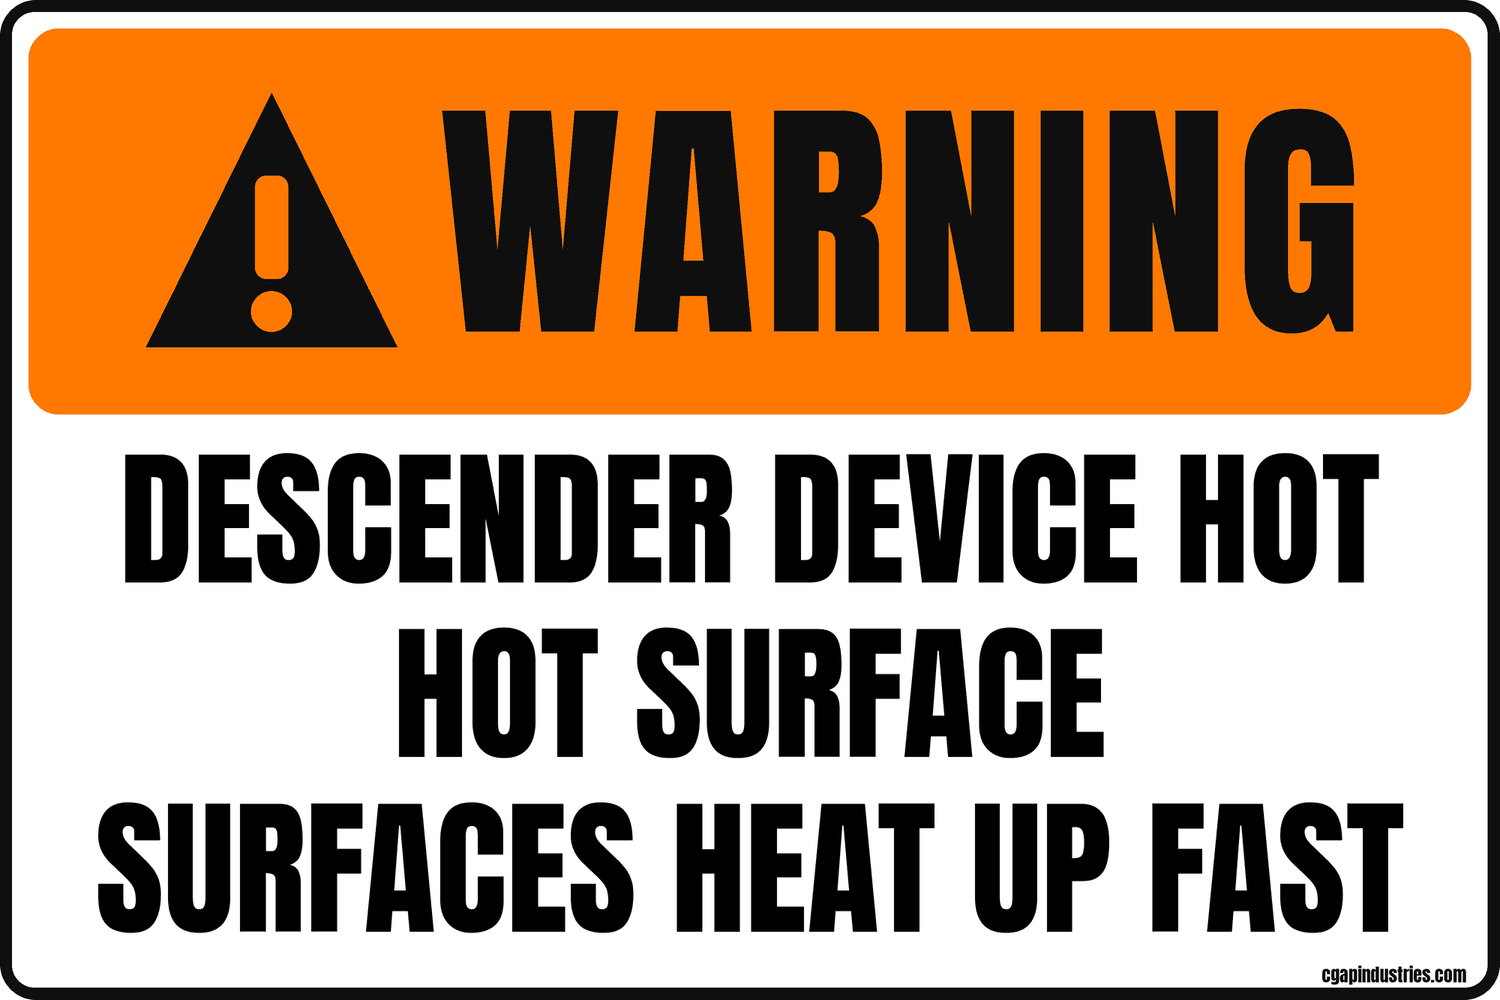 WARNING
DESCENDER DEVICE HOT
HOT SURFACE
SURFACES HEAT UP FAST
cgapindustries.com